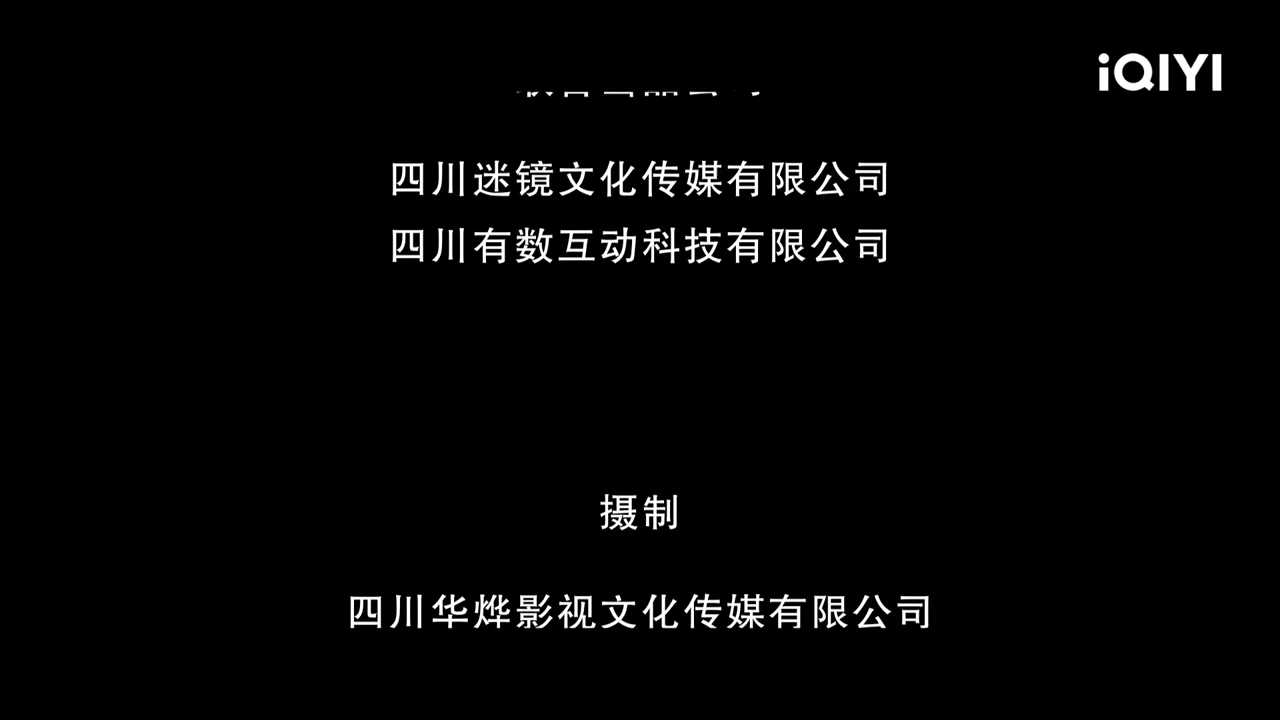 iQIYI
四川迷镜文化传媒有限公司
四川有数互动科技有限公司
摄制
四川华烨影视文化传媒有限公司